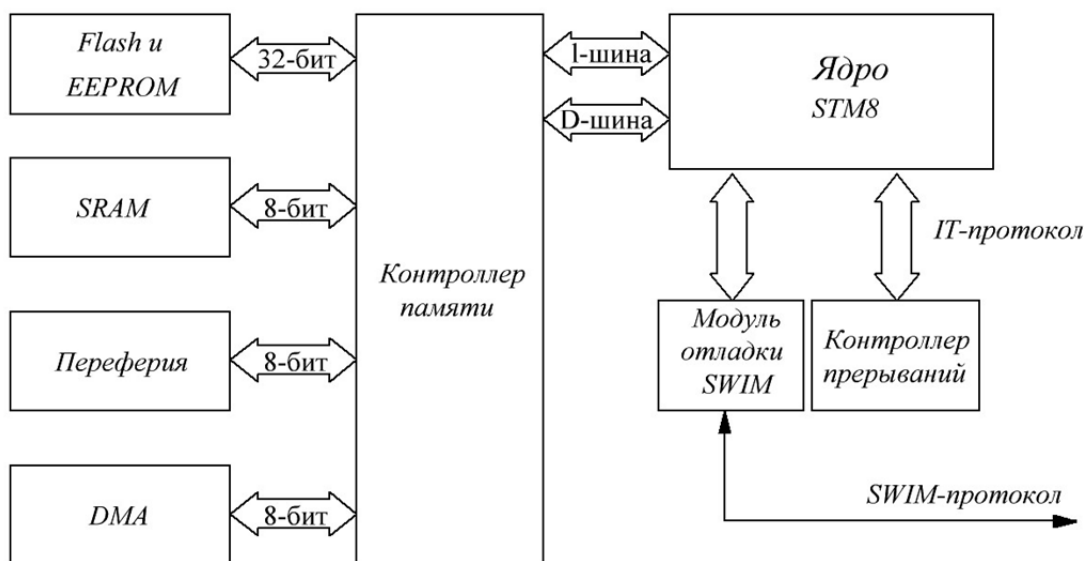 Flash и
EEPROM
32-бит
SRAM
8-бит
Переферия
8-бит
DMA
8-бит
Контроллер
памяти
l-шина
D-шина
Ядро
STM8
IT-протокол
Модуль
отладки
SWIM
Контроллер
прерываний
SWIM-протокол